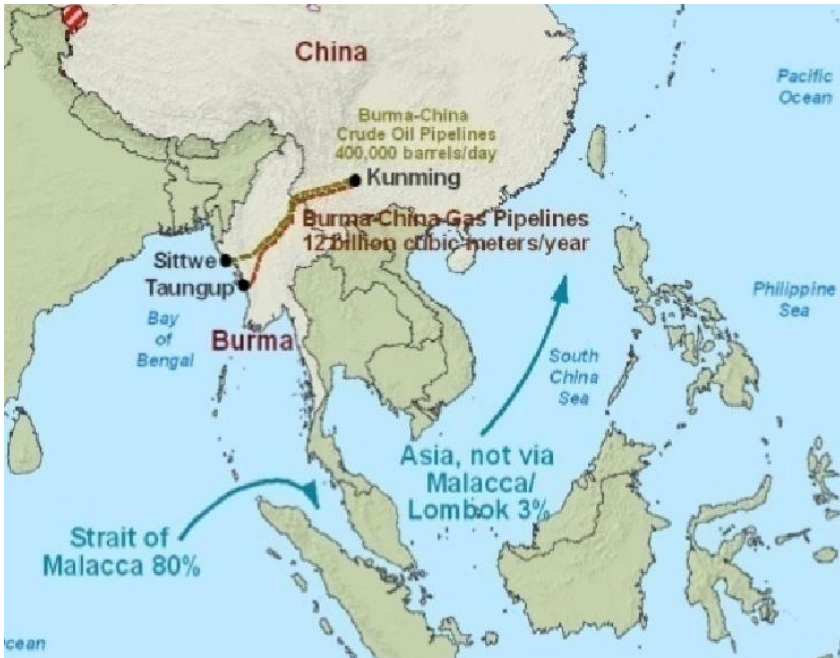 China
Pacific
Ocean
Burma-China
Crude Oil Pipelines
400,000 barrels/day
Kunming
Burma-China Gas Pipelines
12 billion cubic meters/year
Sittwe
Taungup
Bay
of
Bengal
Burma
Philippine
Sea
South
China
Sea
Asia, not via
Malacca/
Lombok 3%
Strait of
Malacca 80%
cean